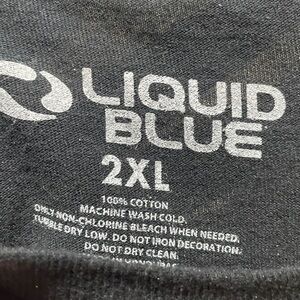 LIQUID
BLUE
2XL
100% COTTON
MACHINE WASH COLD.
ONLY NON-CHLORINE BLEACH WHEN NEEDED.
TUMBLE DRY LOW. DO NOT IRON DECORATION.
DO NOT DRY CLEAN.